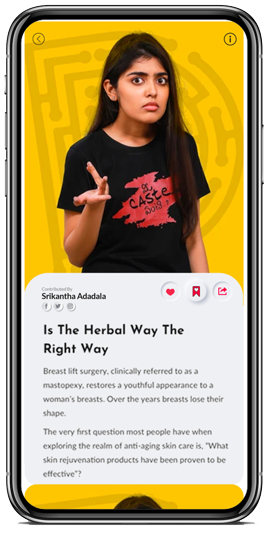 CASTE
Contributed By
Srikantha Adadala
Is The Herbal Way The
Right Way
Breast lift surgery, clinically referred to as a
mastopexy, restores a youthful appearance to a
woman's breasts. Over the years breasts lose their
shape.
The very first question most people have when
exploring the realm of anti-aging skin care is, "What
skin rejuvenation products have been proven to be
effective"?